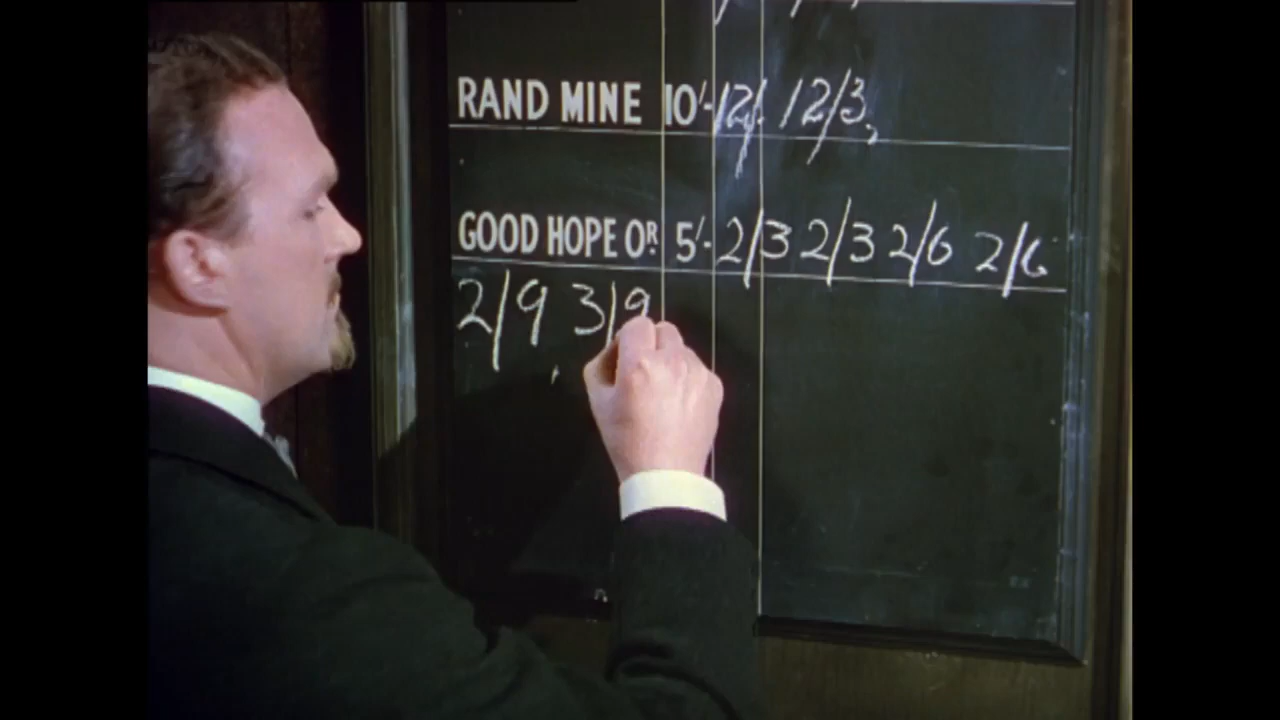 RAND MINE 10/- 12/- 12/3
GOOD HOPE OR. 5/- 2/3 2/3 2/6 2/6
2/9 3/9